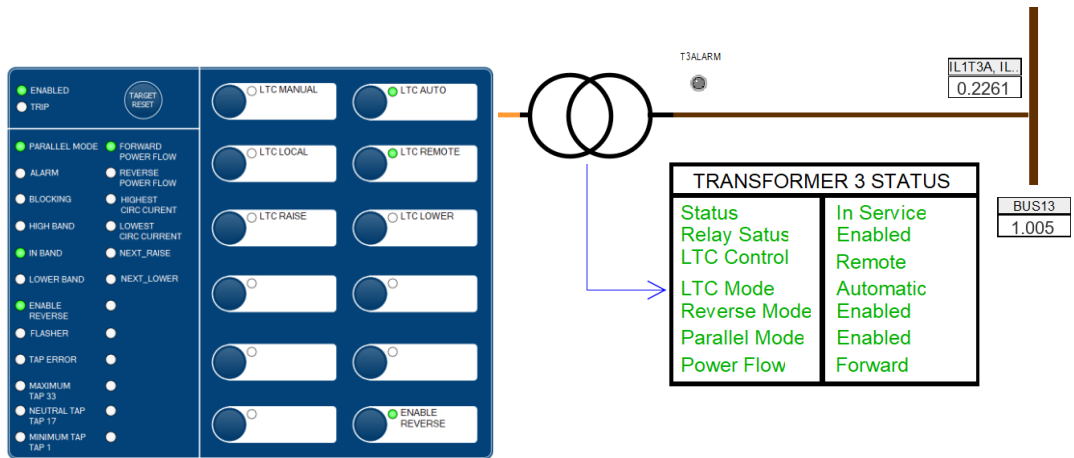 ENABLED
TRIP
TARGET
RESET
PARALLEL MODE
ALARM
BLOCKING
HIGH BAND
IN BAND
LOWER BAND
ENABLE
REVERSE
FLASHER
TAP ERROR
MAXIMUM
TAP 33
NEUTRAL TAP
TAP 17
MINIMUM TAP
TAP 1
FORWARD
POWER FLOW
REVERSE
POWER FLOW
HIGHEST
CIRC CURENT
LOWEST
CIRC CURRENT
NEXT_RAISE
NEXT_LOWER
LTC MANUAL
LTC AUTO
LTC LOCAL
LTC REMOTE
LTC RAISE
LTC LOWER
ENABLE
REVERSE
T3ALARM
IL1T3A, IL..
0.2261
BUS13
1.005
TRANSFORMER 3 STATUS
Status In Service
Relay Satus Enabled
LTC Control Remote
LTC Mode Automatic
Reverse Mode Enabled
Parallel Mode Enabled
Power Flow Forward